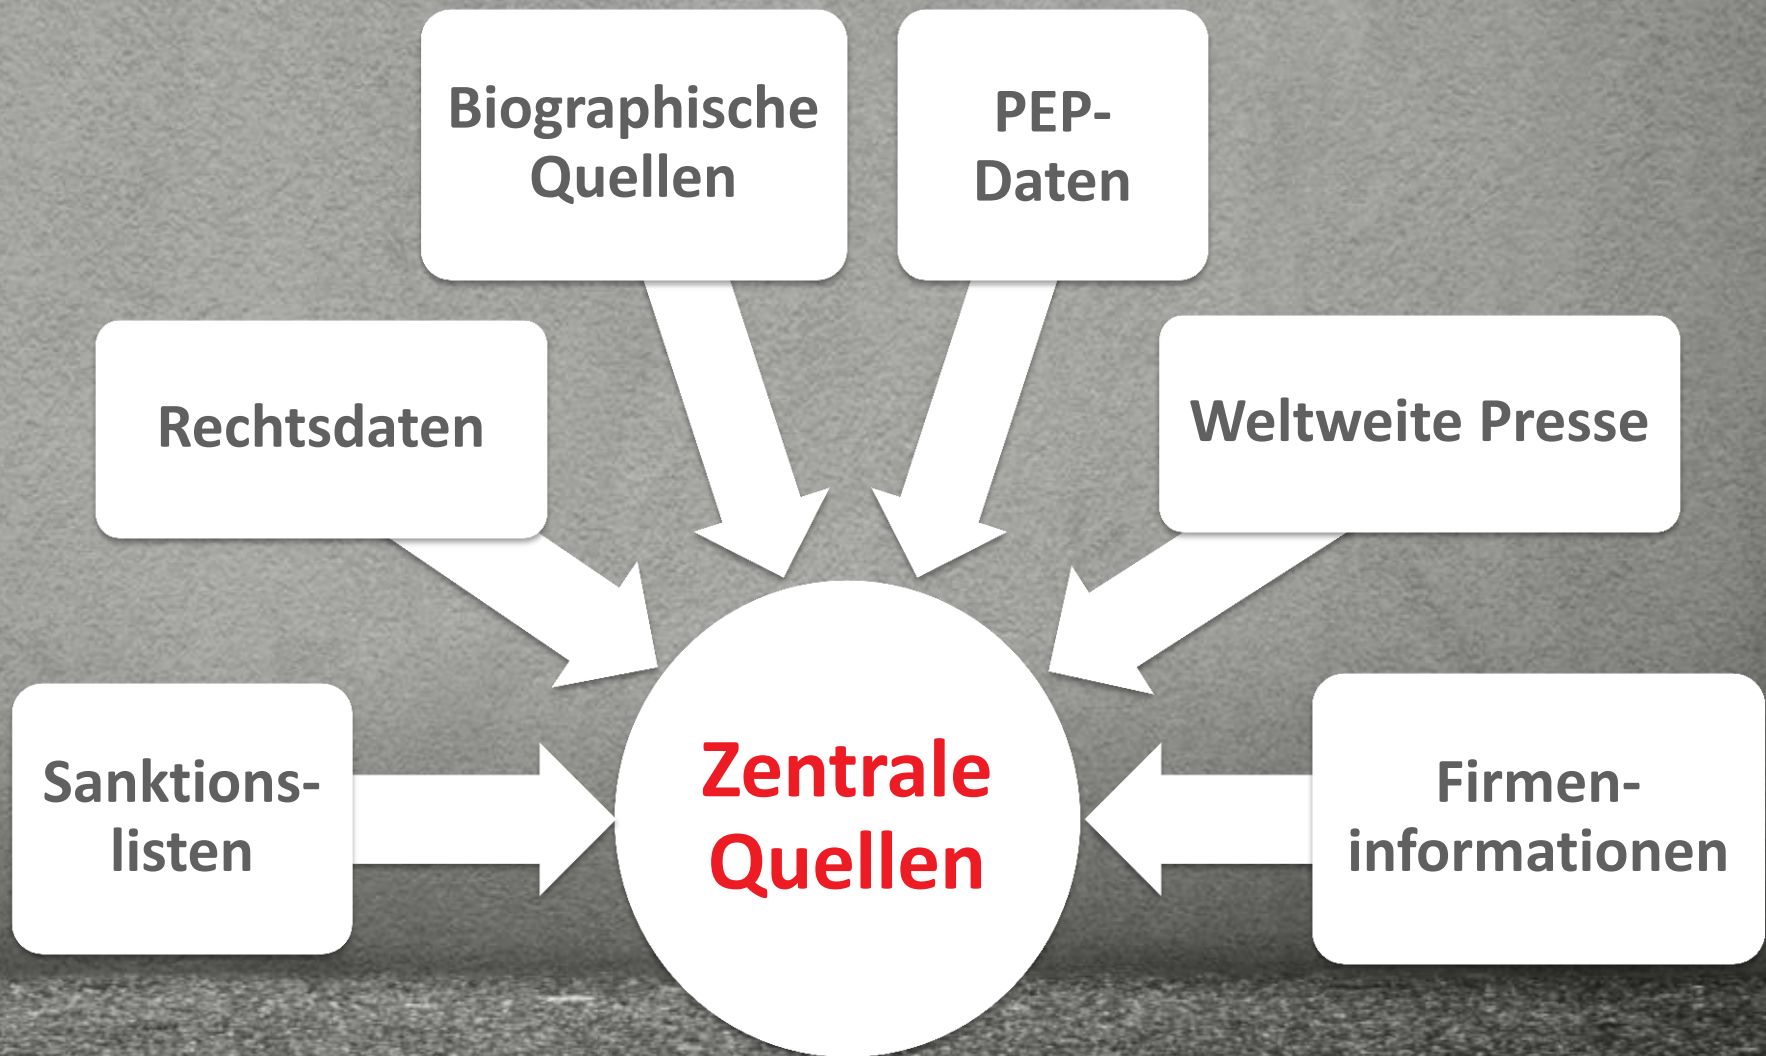 Biographische
Quellen
PEP-
Daten
Rechtsdaten
Weltweite Presse
Sanktions-
listen
Zentrale
Quellen
Firmen-
informationen